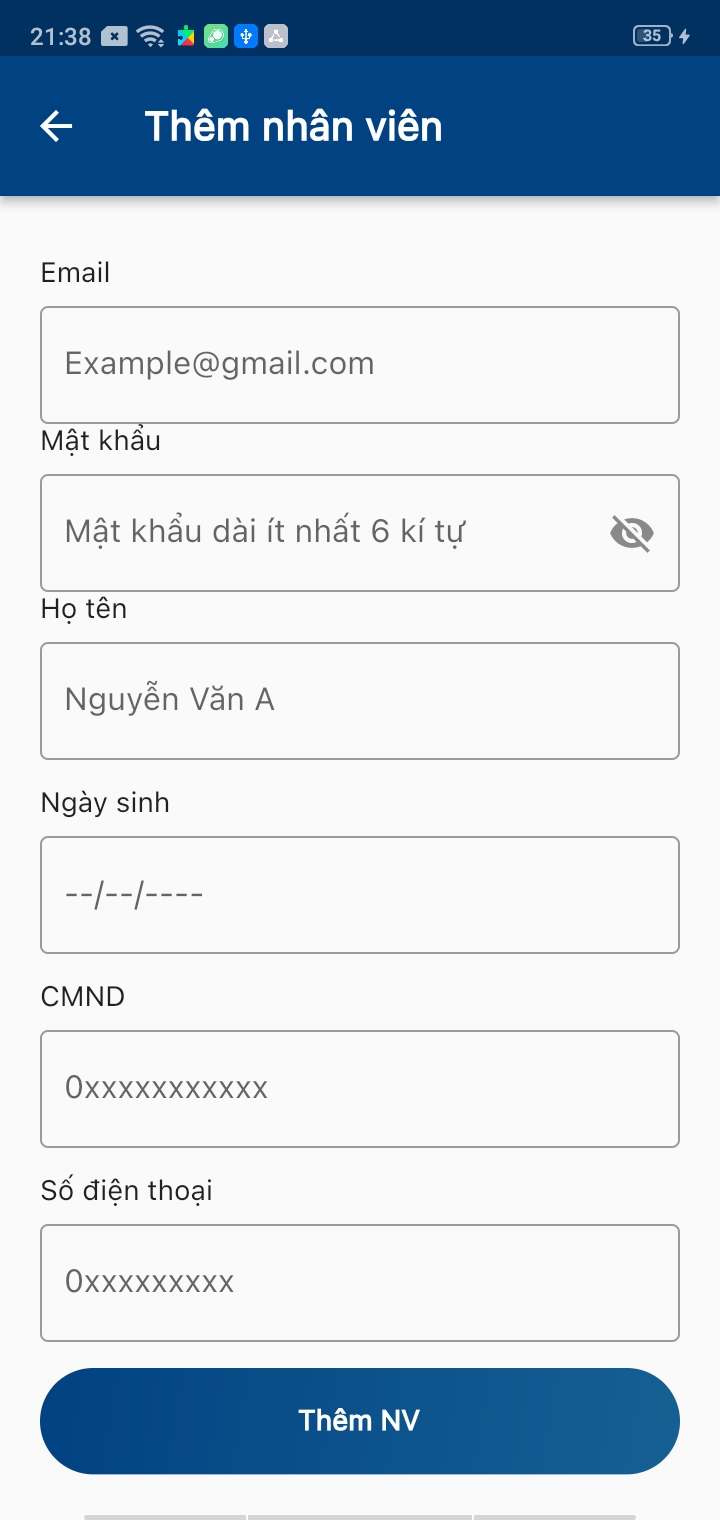 21:38
35
Thêm nhân viên
Email
Example@gmail.com
Mật khẩu
Mật khẩu dài ít nhất 6 kí tự
Họ tên
Nguyễn Văn A
Ngày sinh
--/--/----
CMND
0xxxxxxxxxxx
Số điện thoại
0xxxxxxxxx
Thêm NV